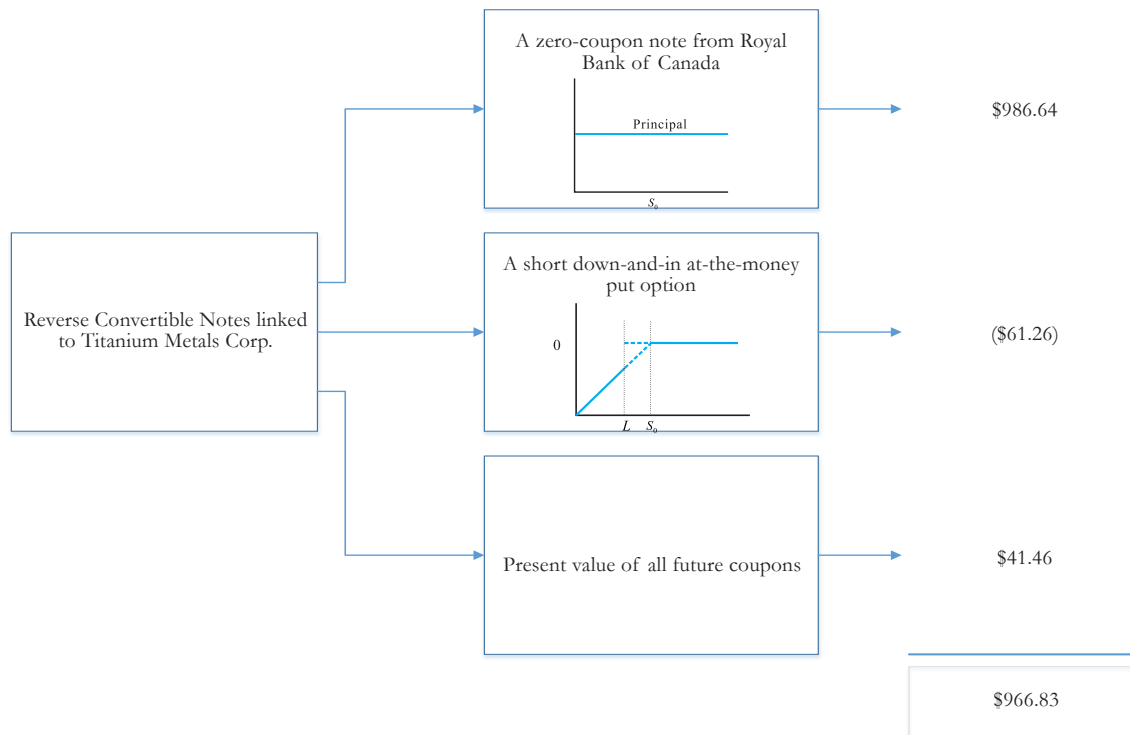 A zero-coupon note from Royal
Bank of Canada
Principal
S₀
$986.64
Reverse Convertible Notes linked
to Titanium Metals Corp.
A short down-and-in at-the-money
put option
0
L S₀
($61.26)
Present value of all future coupons
$41.46
$966.83